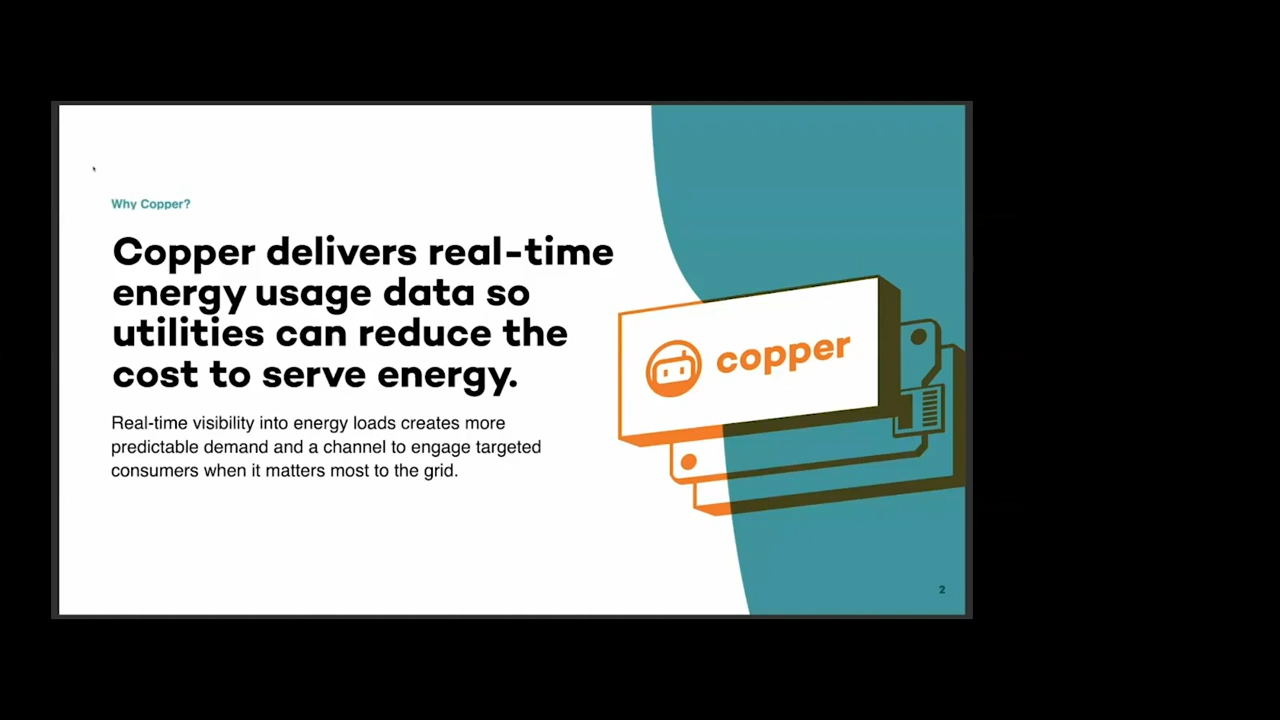 Why Copper?
Copper delivers real-time
energy usage data so
utilities can reduce the
cost to serve energy.
Real-time visibility into energy loads creates more
predictable demand and a channel to engage targeted
consumers when it matters most to the grid.
copper
2